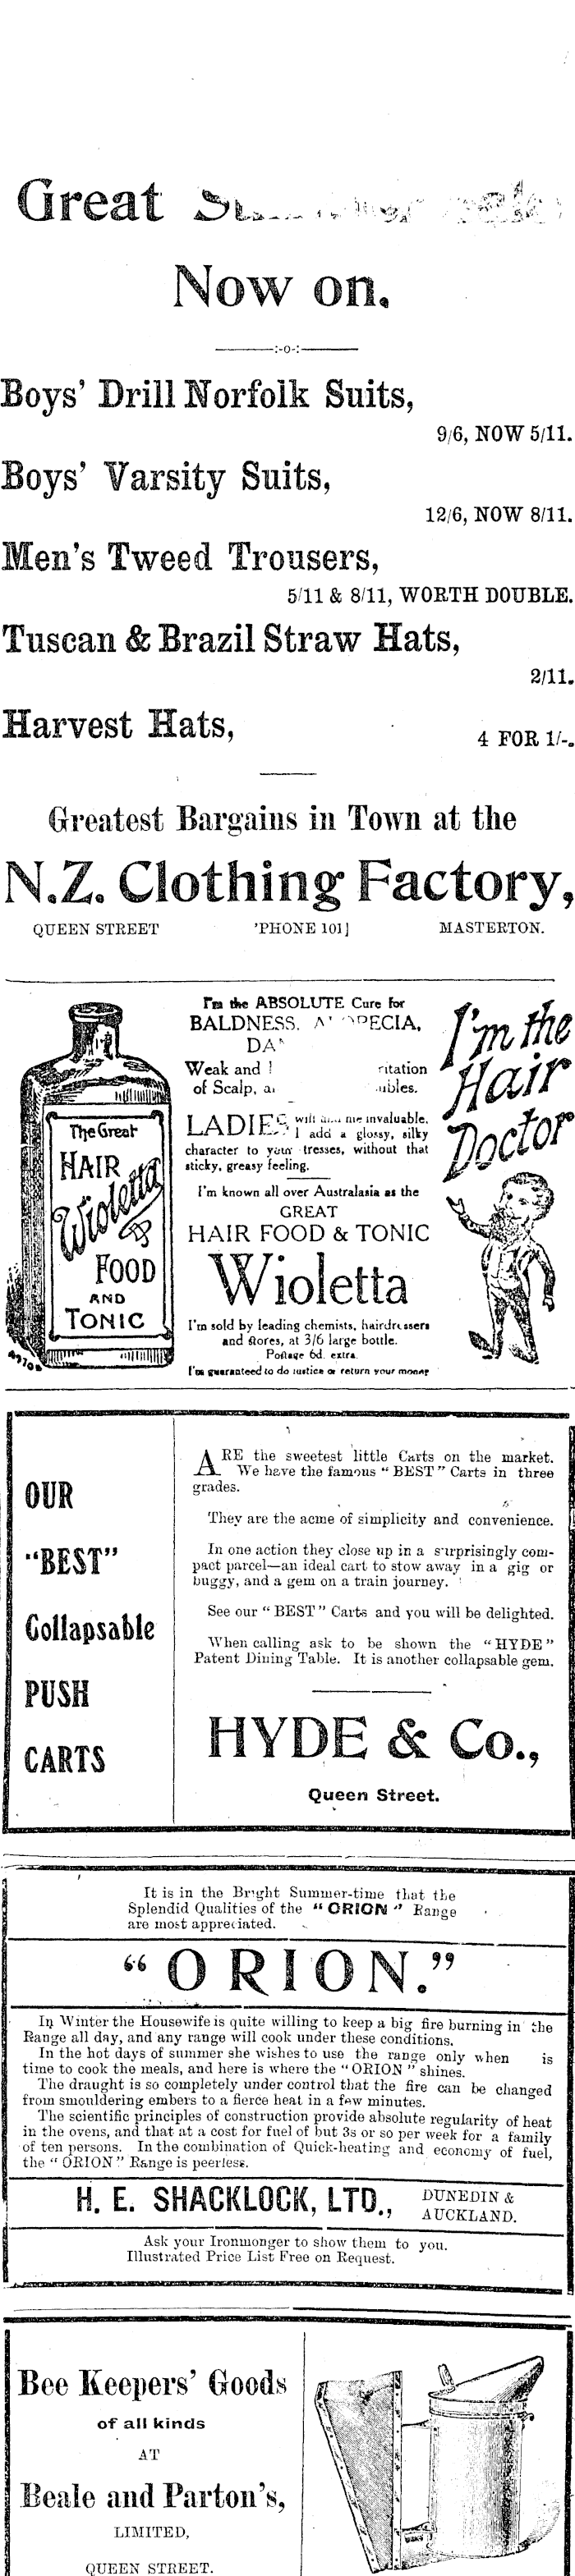 Great
Now on.
:-o-:
Boys' Drill Norfolk Suits,
9/6, NOW 5/11.
Boys' Varsity Suits,
12/6, NOW 8/11.
Men's Tweed Trousers,
5/11 & 8/11, WORTH DOUBLE.
Tuscan & Brazil Straw Hats,
2/11.
Harvest Hats,
4 FOR 1/-.
Greatest Bargains in Town at the
N.Z. Clothing Factory,
QUEEN STREET 'PHONE 101] MASTERTON.
The Great
HAIR
Wioletta
FOOD
AND
TONIC
I'm the ABSOLUTE Cure for
BALDNESS,
Weak and
of Scalp,
LADIES will me invaluable.
I add a glossy, silky
character to your tresses, without that
sticky, greasy feeling.
I'm known all over Australasia as the
GREAT
HAIR FOOD & TONIC
Wioletta
I'm sold by leading chemists, hairdressers
and stores, at 3/6 large bottle.
Postage 6d. extra.
I'm guaranteed to do justice or return your money
I'm the
Hair
Doctor
OUR
"BEST"
Collapsable
PUSH
CARTS
ARE the sweetest little Carts on the market.
We have the famous "BEST" Carts in three
grades.
They are the acme of simplicity and convenience.
In one action they close up in a surprisingly com-
pact parcel—an ideal cart to stow away in a gig or
buggy, and a gem on a train journey.
See our "BEST" Carts and you will be delighted.
When calling ask to be shown the "HYDE"
Patent Dining Table. It is another collapsable gem.
HYDE & Co.,
Queen Street.
It is in the Bright Summer-time that the
Splendid Qualities of the "ORION" Range
are most appreciated.
"ORION."
In Winter the Housewife is quite willing to keep a big fire burning in the
Range all day, and any range will cook under these conditions.
In the hot days of summer she wishes to use the range only when is
time to cook the meals, and here is where the "ORION" shines.
The draught is so completely under control that the fire can be changed
from smouldering embers to a fierce heat in a few minutes.
The scientific principles of construction provide absolute regularity of heat
in the ovens, and that at a cost for fuel of but 3s or so per week for a family
of ten persons. In the combination of Quick-heating and economy of fuel,
the "ORION" Range is peerless.
H. E. SHACKLOCK, LTD., DUNEDIN &
AUCKLAND.
Ask your Ironmonger to show them to you.
Illustrated Price List Free on Request.
Bee Keepers' Goods
of all kinds
AT
Beale and Parton's,
LIMITED,
QUEEN STREET.